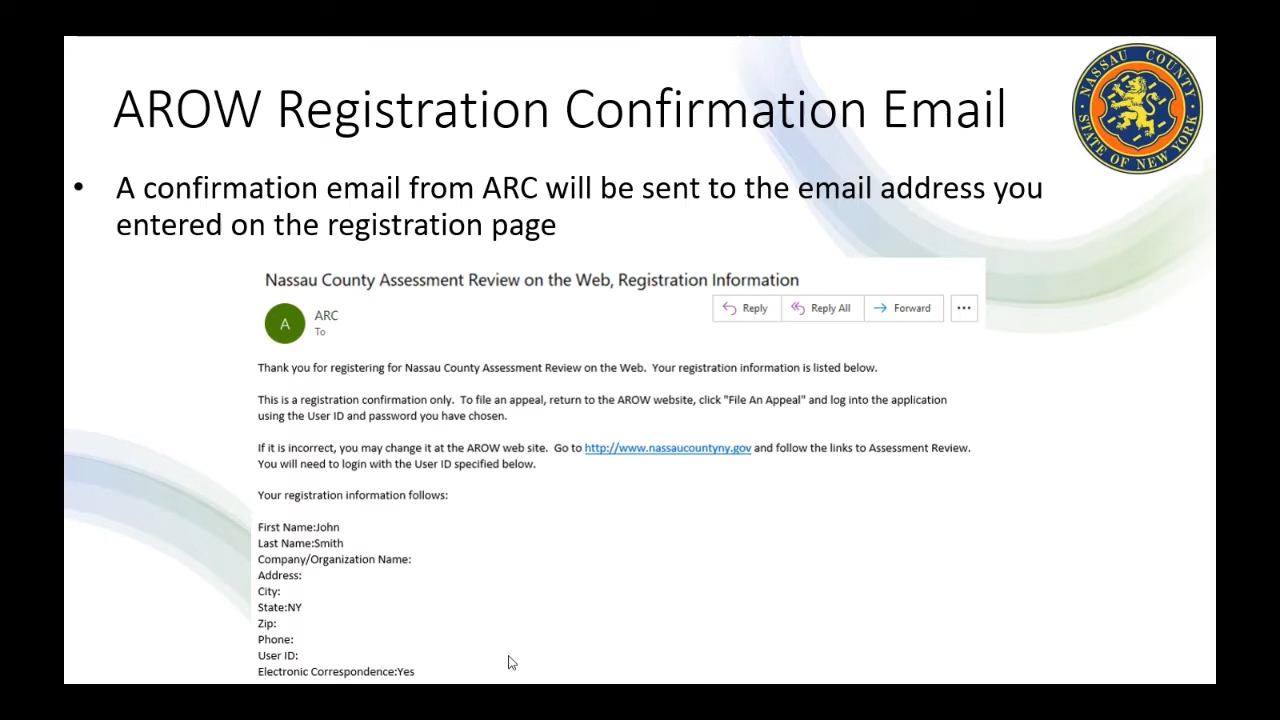 AROW Registration Confirmation Email
NASSAU COUNTY
STATE OF NEW YORK
• A confirmation email from ARC will be sent to the email address you
entered on the registration page
Nassau County Assessment Review on the Web, Registration Information
A
ARC
To
Reply
Reply All
Forward
...
Thank you for registering for Nassau County Assessment Review on the Web. Your registration information is listed below.
This is a registration confirmation only. To file an appeal, return to the AROW website, click "File An Appeal" and log into the application
using the User ID and password you have chosen.
If it is incorrect, you may change it at the AROW web site. Go to http://www.nassaucountyny.gov and follow the links to Assessment Review.
You will need to login with the User ID specified below.
Your registration information follows:
First Name:John
Last Name:Smith
Company/Organization Name:
Address:
City:
State:NY
Zip:
Phone:
User ID:
Electronic Correspondence:Yes